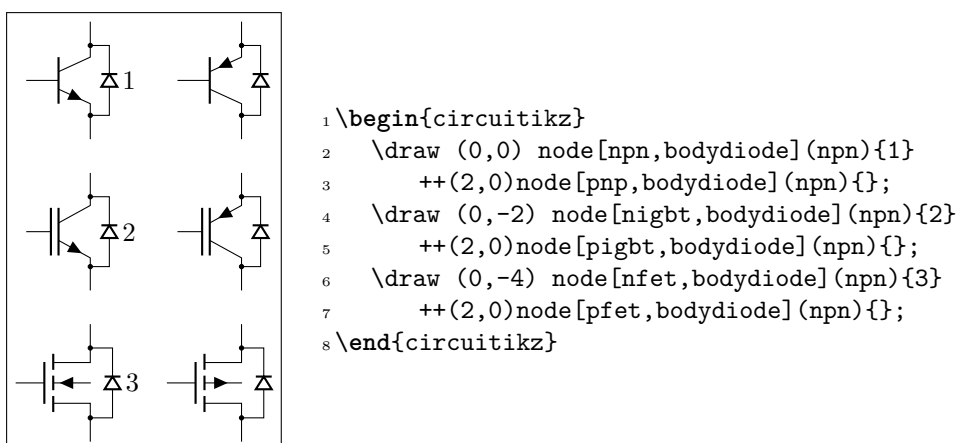 1
2
3
1 \begin{circuitikz}
2 \draw (0,0) node[npn,bodydiode](npn){1}
3 ++(2,0)node[pnp,bodydiode](npn){};
4 \draw (0,-2) node[nigbt,bodydiode](npn){2}
5 ++(2,0)node[pigbt,bodydiode](npn){};
6 \draw (0,-4) node[nfet,bodydiode](npn){3}
7 ++(2,0)node[pfet,bodydiode](npn){};
8 \end{circuitikz}